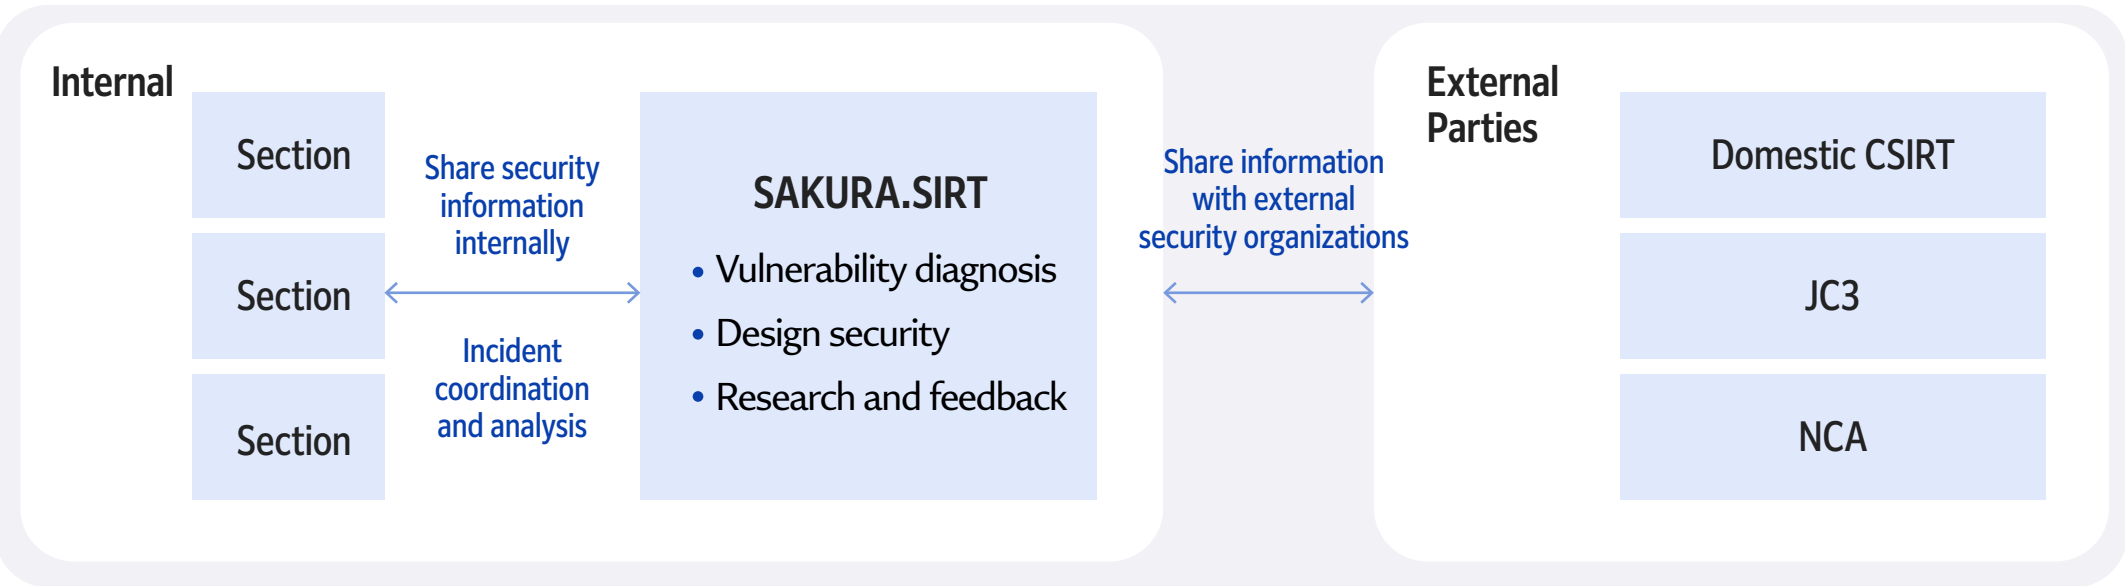 Internal
Section
Section
Section
Share security
information
internally
Incident
coordination
and analysis
SAKURA.SIRT
• Vulnerability diagnosis
• Design security
• Research and feedback
Share information
with external
security organizations
External
Parties
Domestic CSIRT
JC3
NCA